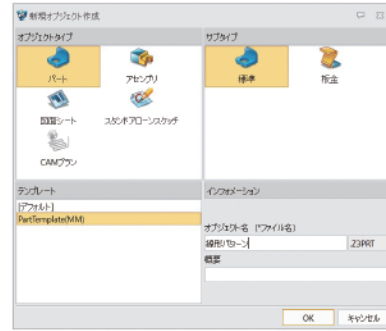 新規オブジェクト作成
オブジェクトタイプ
サブタイプ
パート
アセンブリ
標準
板金
図面シート
スタンドアローンスケッチ
CAMプラン
テンプレート
インフォメーション
[デフォルト]
PartTemplate(MM)
オブジェクト名 (ファイル名)
線形パターン
.Z3PRT
概要
OK
キャンセル